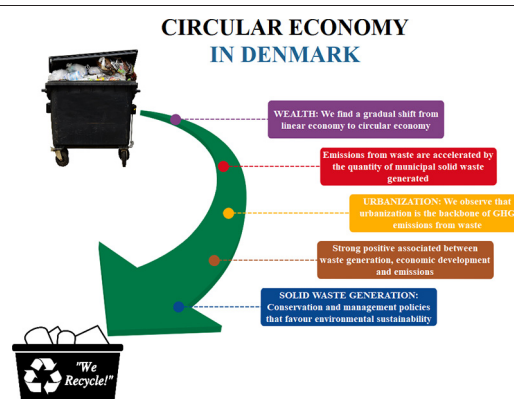 CIRCULAR ECONOMY
IN DENMARK
WEALTH: We find a gradual shift from
linear economy to circular economy
Emissions from waste are accelerated by
the quantity of municipal solid waste
generated
URBANIZATION: We observe that
urbanization is the backbone of GHG
emissions from waste
Strong positive associated between
waste generation, economic development
and emissions
SOLID WASTE GENERATION:
Conservation and management policies
that favour environmental sustainability
"We
Recycle!"